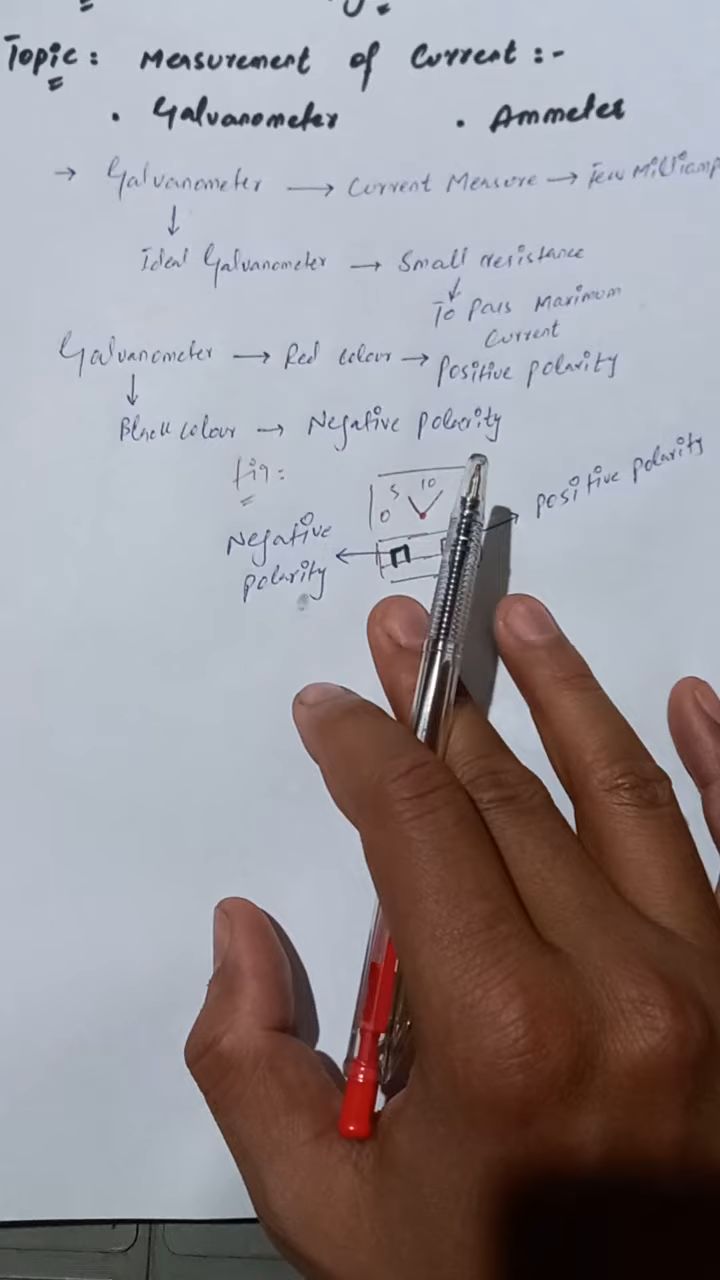 Topic: Measurement of Current :-
• Galvanometer • Ammeter
→ Galvanometer → Current Measure → Few Milliamp
↓
Ideal Galvanometer → Small resistance
↓
To Pass Maximum
Current
Galvanometer → Red colour → Positive polarity
↓
Black colour → Negative polarity
fig:
0 5 10
Negative
polarity
positive polarity